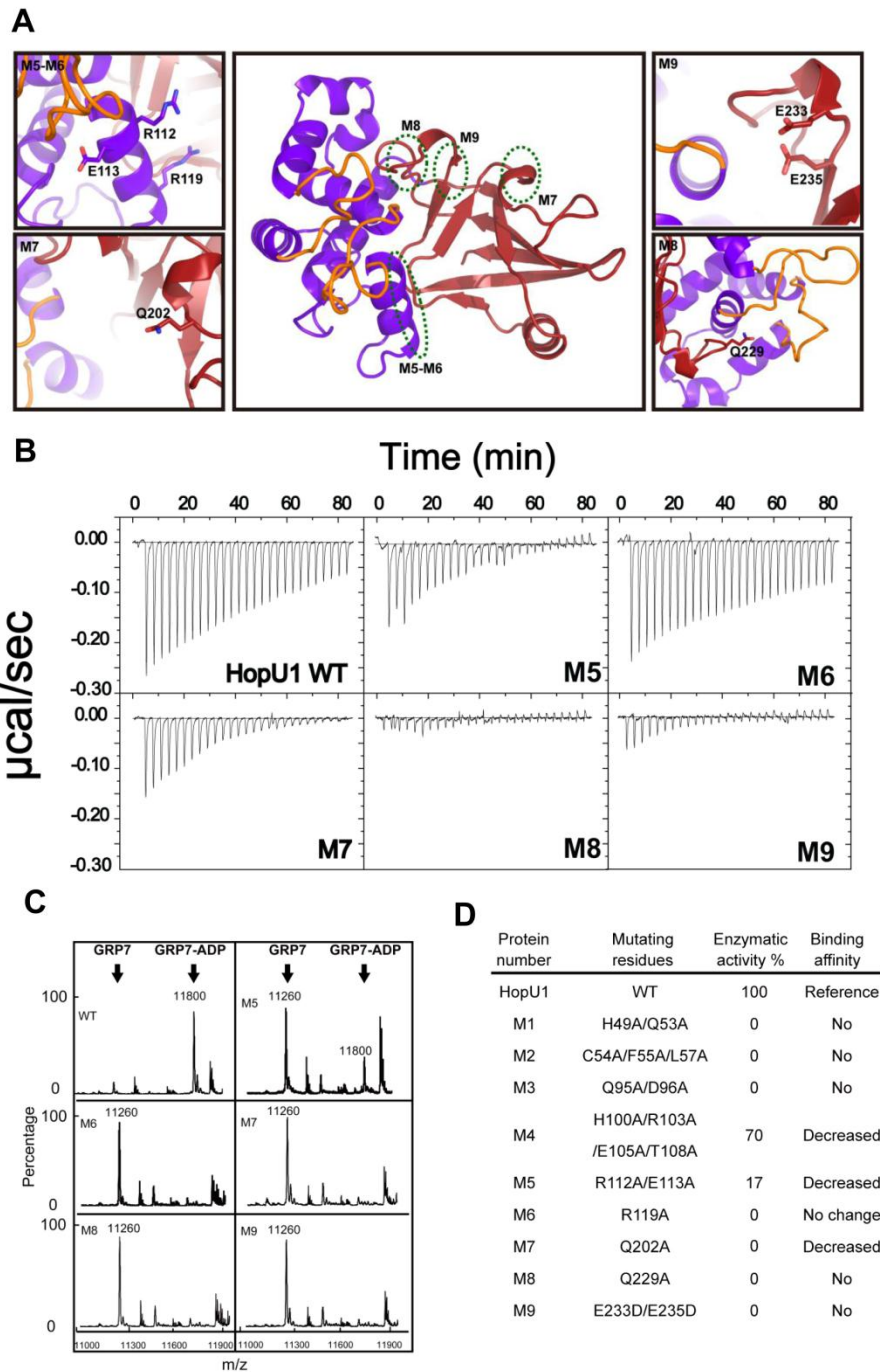 A
M5-M6
R112
E113
R119
M7
Q202
M8
M9
M7
M5-M6
M9
E233
E235
M8
Q229
B
Time (min)
0 20 40 60 80 0 20 40 60 80 0 20 40 60 80
µcal/sec
0.00
-0.10
-0.20
-0.30
HopU1 WT
M5
M6
0.00
-0.10
-0.20
-0.30
M7
M8
M9
C
GRP7 GRP7-ADP GRP7 GRP7-ADP
Percentage
100
0
WT
11800
M5
11260
11800
100
0
M6
11260
M7
11260
100
0
M8
11260
M9
11260
11000 11300 11600 11900 11000 11300 11600 11900
m/z
D
Protein number Mutating residues Enzymatic activity % Binding affinity
HopU1 WT 100 Reference
M1 H49A/Q53A 0 No
M2 C54A/F55A/L57A 0 No
M3 Q95A/D96A 0 No
M4 H100A/R103A /E105A/T108A 70 Decreased
M5 R112A/E113A 17 Decreased
M6 R119A 0 No change
M7 Q202A 0 Decreased
M8 Q229A 0 No
M9 E233D/E235D 0 No